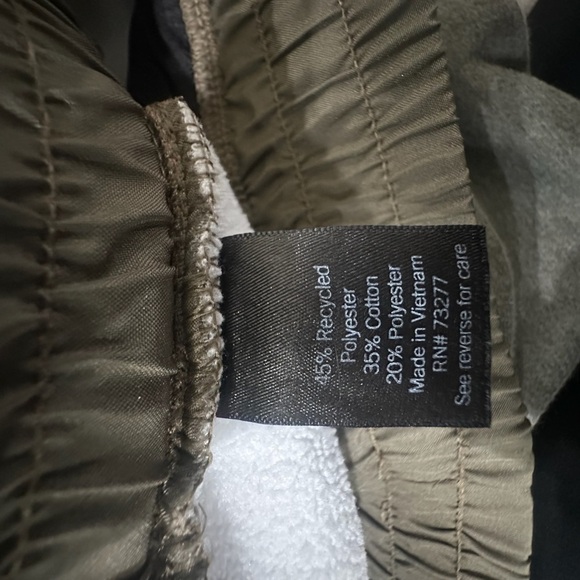 45% Recycled
Polyester
35% Cotton
20% Polyester
Made in Vietnam
RN# 73277
See reverse for care